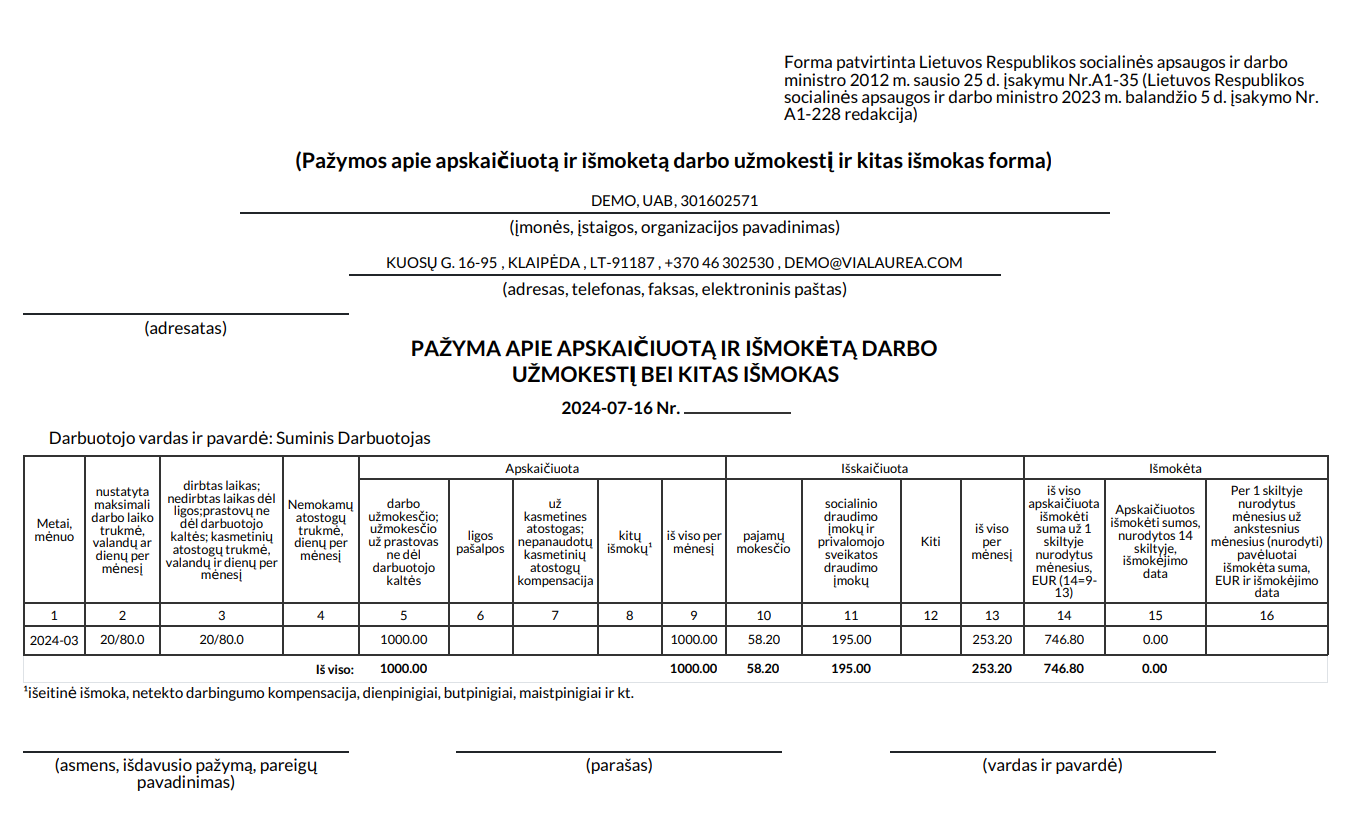 Forma patvirtinta Lietuvos Respublikos socialinės apsaugos ir darbo
ministro 2012 m. sausio 25 d. įsakymu Nr.A1-35 (Lietuvos Respublikos
socialinės apsaugos ir darbo ministro 2023 m. balandžio 5 d. įsakymo Nr.
A1-228 redakcija)
(Pažymos apie apskaičiuotą ir išmoketą darbo užmokestį ir kitas išmokas forma)
DEMO, UAB, 301602571
(įmonės, įstaigos, organizacijos pavadinimas)
KUOSŲ G. 16-95 , KLAIPĖDA , LT-91187 , +370 46 302530 , DEMO@VIALAUREA.COM
(adresas, telefonas, faksas, elektroninis paštas)
(adresatas)
PAŽYMA APIE APSKAIČIUOTĄ IR IŠMOKĖTĄ DARBO
UŽMOKESTĮ BEI KITAS IŠMOKAS
2024-07-16 Nr.
Darbuotojo vardas ir pavardė: Suminis Darbuotojas
Metai,
mėnuo
nustatyta
maksimali
darbo laiko
trukmė,
valandų ar
dienų per
mėnesį
dirbtas laikas;
nedirbtas laikas dėl
ligos;prastovų ne
dėl darbuotojo
kaltės; kasmetinių
atostogų trukmė,
valandų ir dienų per
mėnesį
Nemokamų
atostogų
trukmė,
dienų per
mėnesį
Apskaičiuota
darbo
užmokesčio;
užmokesčio
už prastovas
ne dėl
darbuotojo
kaltės
ligos
pašalpos
už
kasmetines
atostogas;
nepanaudotų
kasmetinių
atostogų
kompensacija
kitų
išmokų¹
iš viso per
mėnesį
Išskaičiuota
pajamų
mokesčio
socialinio
draudimo
įmokų ir
privalomojo
sveikatos
draudimo
įmokų
Kiti
iš viso
per
mėnesį
Išmokėta
iš viso
apskaičiuota
išmokėti
suma už 1
skiltyje
nurodytus
mėnesius,
EUR (14=9-
13)
Apskaičiuotos
išmokėti sumos,
nurodytos 14
skiltyje,
išmokėjimo
data
Per 1 skiltyje
nurodytus
mėnesius už
ankstesnius
mėnesius (nurodyti)
pavėluotai
išmokėta suma,
EUR ir išmokėjimo
data
1 2 3 4 5 6 7 8 9 10 11 12 13 14 15 16
2024-03 20/80.0 20/80.0 1000.00 1000.00 58.20 195.00 253.20 746.80 0.00
Iš viso: 1000.00 1000.00 58.20 195.00 253.20 746.80 0.00
¹išeitinė išmoka, netekto darbingumo kompensacija, dienpinigiai, butpinigiai, maistpinigiai ir kt.
(asmens, išdavusio pažymą, pareigų
pavadinimas)
(parašas)
(vardas ir pavardė)